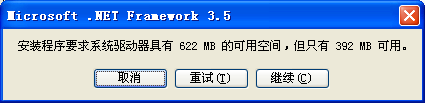 Microsoft .NET Framework 3.5
安装程序要求系统驱动器具有 622 MB 的可用空间，但只有 392 MB 可用。
取消 重试(T) 继续(C)